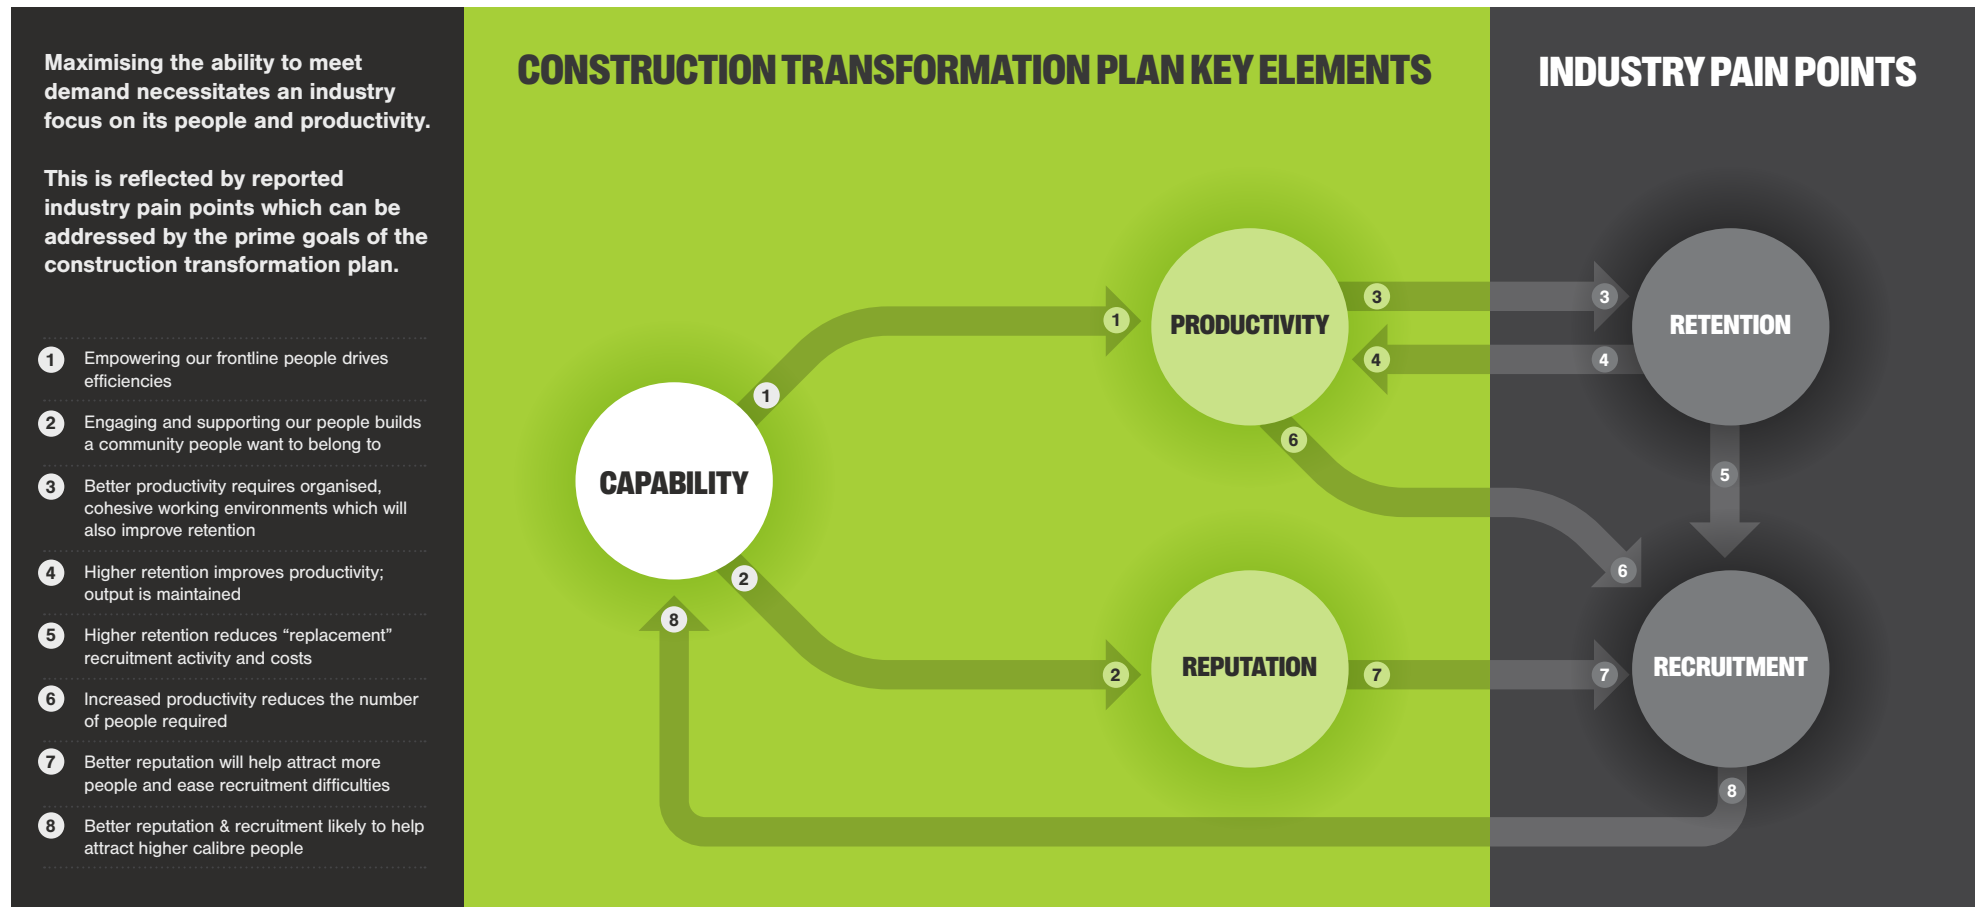 Maximising the ability to meet
demand necessitates an industry
focus on its people and productivity.
This is reflected by reported
industry pain points which can be
addressed by the prime goals of the
construction transformation plan.
1 Empowering our frontline people drives
efficiencies
2 Engaging and supporting our people builds
a community people want to belong to
3 Better productivity requires organised,
cohesive working environments which will
also improve retention
4 Higher retention improves productivity;
output is maintained
5 Higher retention reduces “replacement”
recruitment activity and costs
6 Increased productivity reduces the number
of people required
7 Better reputation will help attract more
people and ease recruitment difficulties
8 Better reputation & recruitment likely to help
attract higher calibre people
CONSTRUCTION TRANSFORMATION PLAN KEY ELEMENTS
CAPABILITY
1
1
2
2
8
PRODUCTIVITY
3
4
6
REPUTATION
7
INDUSTRY PAIN POINTS
3
RETENTION
4
5
6
7
RECRUITMENT
8